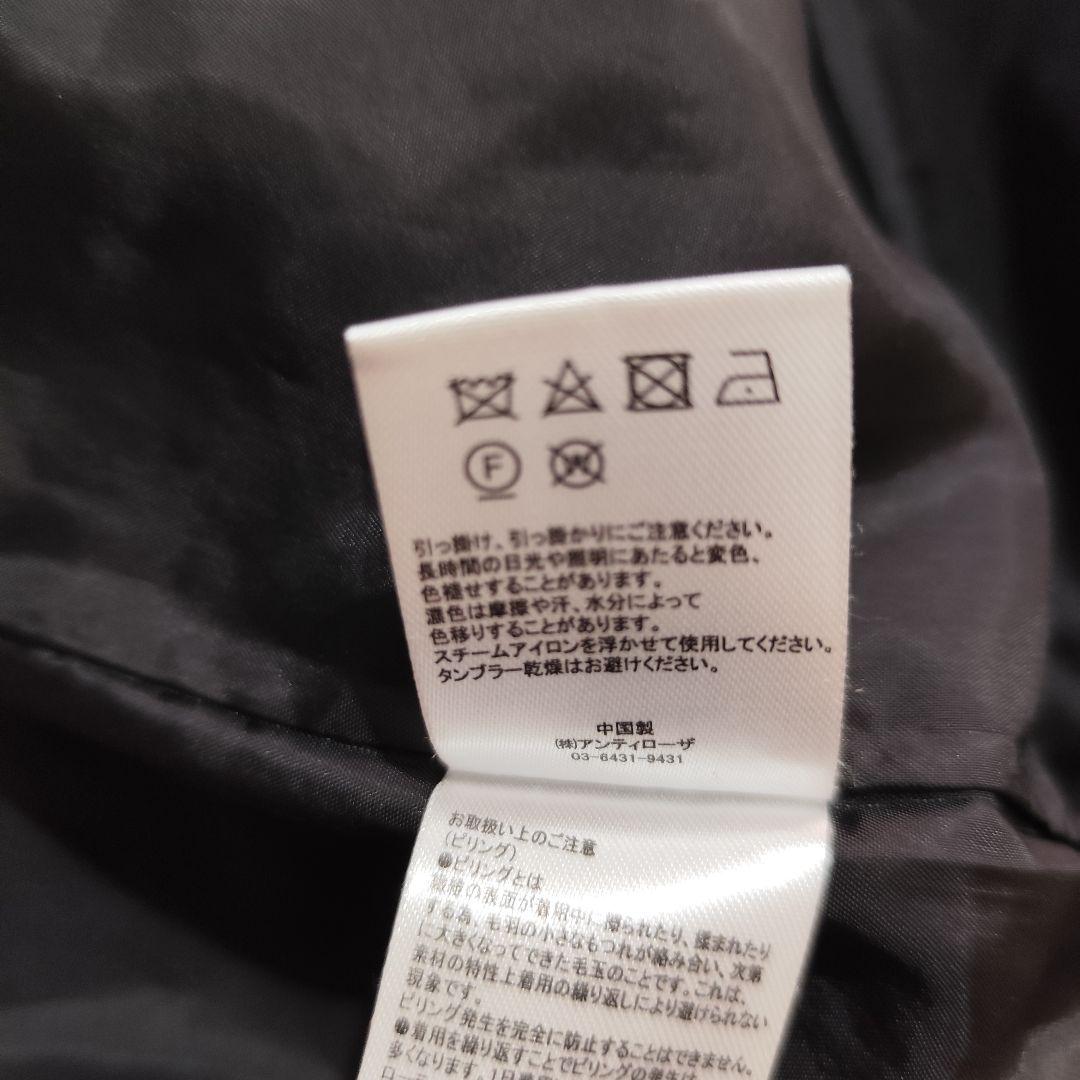 F
W
引っ掛け、引っ掛かりにご注意ください。
長時間の日光や照明にあたると変色、
色褪せすることがあります。
濃色は摩擦や汗、水分によって
色移りすることがあります。
スチームアイロンを浮かせて使用してください。
タンブラー乾燥はお避けください。
中国製
(株)アンティローザ
03-6431-9431
お取扱い上のご注意
(ピリング)
●ピリングとは
繊維の表面が着用中に擦られたり、揉まれたり
する為、毛羽の小さなもつれが絡み合い、次第
に大きくなってできた毛玉のことです。これは、
素材の特性上着用の繰り返しにより避けられない
現象です。
ピリング発生を完全に防止することはできません。
●着用を繰り返すことでピリングの発生は
多くなります。1日着